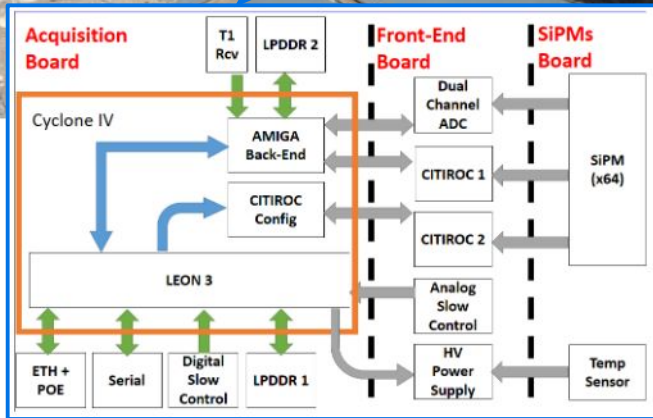 Acquisition
Board
T1
Rcv
LPDDR 2
Front-End
Board
SiPMs
Board
Cyclone IV
AMIGA
Back-End
CITIROC
Config
LEON 3
ETH +
POE
Serial
Digital
Slow
Control
LPDDR 1
Dual
Channel
ADC
CITIROC 1
CITIROC 2
Analog
Slow
Control
HV
Power
Supply
SiPM
(x64)
Temp
Sensor